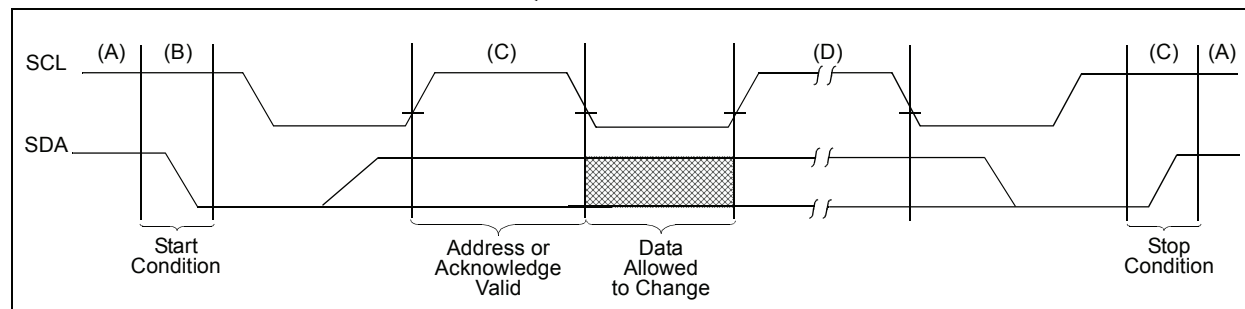 (A) (B) (C) (D) (C) (A)
SCL
SDA
Start
Condition
Address or
Acknowledge
Valid
Data
Allowed
to Change
Stop
Condition